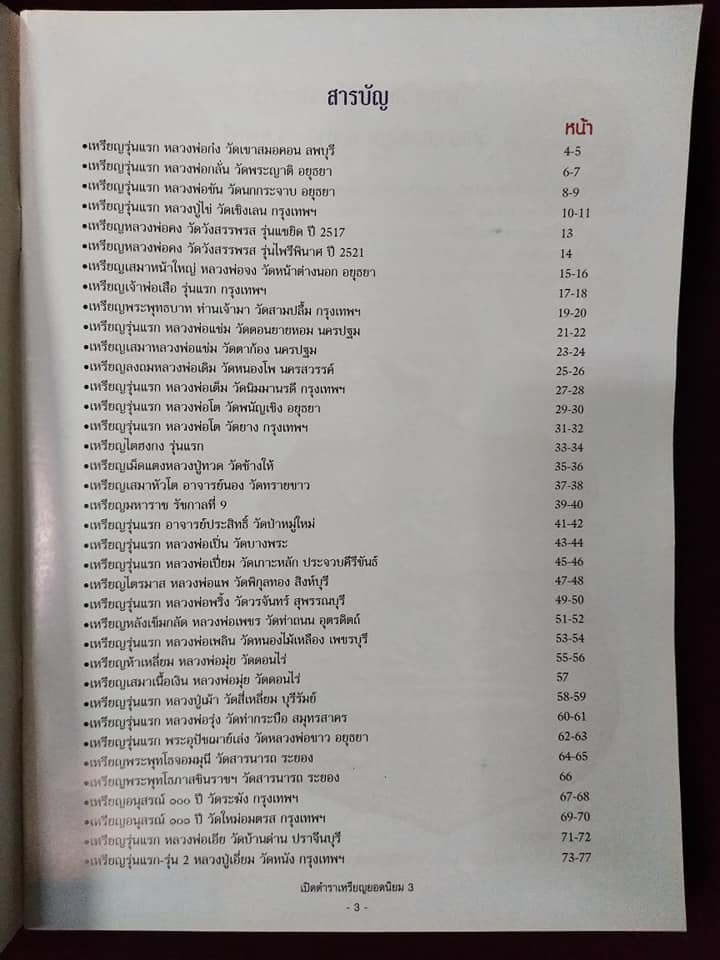 สารบัญ
หน้า
•เหรียญรุ่นแรก หลวงพ่อก๋ง วัดเขาสมอคอน ลพบุรี 4-5
•เหรียญรุ่นแรก หลวงพ่อกลั่น วัดพระญาติ อยุธยา 6-7
•เหรียญรุ่นแรก หลวงพ่อขัน วัดนกกระจาบ อยุธยา 8-9
•เหรียญรุ่นแรก หลวงปู่ไข่ วัดเชิงเลน กรุงเทพฯ 10-11
•เหรียญหลวงพ่อคง วัดวังสรรพรส รุ่นแขยิด ปี 2517 13
•เหรียญหลวงพ่อคง วัดวังสรรพรส รุ่นไพรีพินาศ ปี 2521 14
•เหรียญเสมาหน้าใหญ่ หลวงพ่อจง วัดหน้าต่างนอก อยุธยา 15-16
•เหรียญเจ้าพ่อเสือ รุ่นแรก กรุงเทพฯ 17-18
•เหรียญพระพุทธบาท ท่านเจ้ามา วัดสามปลื้ม กรุงเทพฯ 19-20
•เหรียญรุ่นแรก หลวงพ่อแช่ม วัดดอนยายหอม นครปฐม 21-22
•เหรียญเสมาหลวงพ่อแช่ม วัดตาก้อง นครปฐม 23-24
•เหรียญลงถมหลวงพ่อเดิม วัดหนองโพ นครสวรรค์ 25-26
•เหรียญรุ่นแรก หลวงพ่อเต็ม วัดนิมมานรดี กรุงเทพฯ 27-28
•เหรียญรุ่นแรก หลวงพ่อโต วัดพนัญเชิง อยุธยา 29-30
•เหรียญรุ่นแรก หลวงพ่อโต วัดยาง กรุงเทพฯ 31-32
•เหรียญไตฮงกง รุ่นแรก 33-34
•เหรียญเม็ดแตงหลวงปู่ทวด วัดช้างให้ 35-36
•เหรียญเสมาหัวโต อาจารย์นอง วัดทรายขาว 37-38
•เหรียญมหาราช รัชกาลที่ 9 39-40
•เหรียญรุ่นแรก อาจารย์ประสิทธิ์ วัดป่าหมู่ใหม่ 41-42
•เหรียญรุ่นแรก หลวงพ่อเปิ่น วัดบางพระ 43-44
•เหรียญรุ่นแรก หลวงพ่อเปี่ยม วัดเกาะหลัก ประจวบคีรีขันธ์ 45-46
•เหรียญไตรมาส หลวงพ่อแพ วัดพิกุลทอง สิงห์บุรี 47-48
•เหรียญรุ่นแรก หลวงพ่อพริ้ง วัดวรจันทร์ สุพรรณบุรี 49-50
•เหรียญหลังเข็มกลัด หลวงพ่อเพชร วัดท่าถนน อุตรดิตถ์ 51-52
•เหรียญรุ่นแรก หลวงพ่อเพลิน วัดหนองไม้เหลือง เพชรบุรี 53-54
•เหรียญห้าเหลี่ยม หลวงพ่อมุ่ย วัดดอนไร่ 55-56
•เหรียญเสมาเนื้อเงิน หลวงพ่อมุ่ย วัดดอนไร่ 57
•เหรียญรุ่นแรก หลวงปู่เม้า วัดสี่เหลี่ยม บุรีรัมย์ 58-59
•เหรียญรุ่นแรก หลวงพ่อรุ่ง วัดท่ากระบือ สมุทรสาคร 60-61
•เหรียญรุ่นแรก พระอุปัชฌาย์เล่ง วัดหลวงพ่อขาว อยุธยา 62-63
•เหรียญพระพุทโธจอมมุนี วัดสารนารถ ระยอง 64-65
•เหรียญพระพุทโธภาสชินราชฯ วัดสารนารถ ระยอง 66
•เหรียญอนุสรณ์ ๑๐๐ ปี วัดระฆัง กรุงเทพฯ 67-68
•เหรียญอนุสรณ์ ๑๑๑ ปี วัดใหม่อมตรส กรุงเทพฯ 69-70
•เหรียญรุ่นแรก หลวงพ่อเอีย วัดบ้านด่าน ปราจีนบุรี 71-72
•เหรียญรุ่นแรก-รุ่น 2 หลวงปู่เอี่ยม วัดหนัง กรุงเทพฯ 73-77
เปิดตำราเหรียญยอดนิยม 3
- 3 -